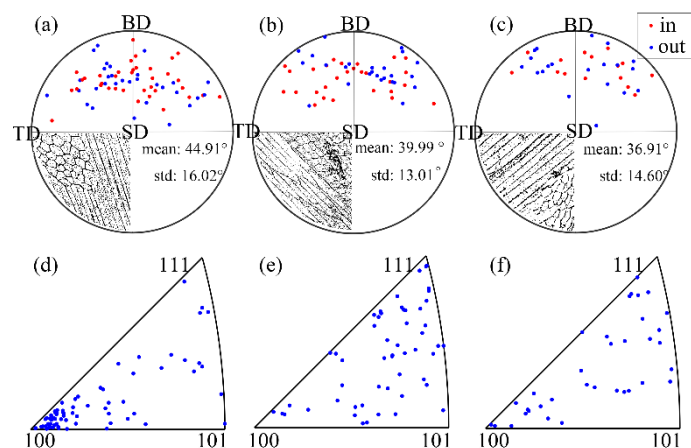 (a) BD (b) BD (c) BD in
out
TD SD TD SD TD SD
mean: 44.91° mean: 39.99 ° mean: 36.91°
std: 16.02° std: 13.01° std: 14.60°
(d) 111 (e) 111 (f) 111
100 101 100 101 100 101